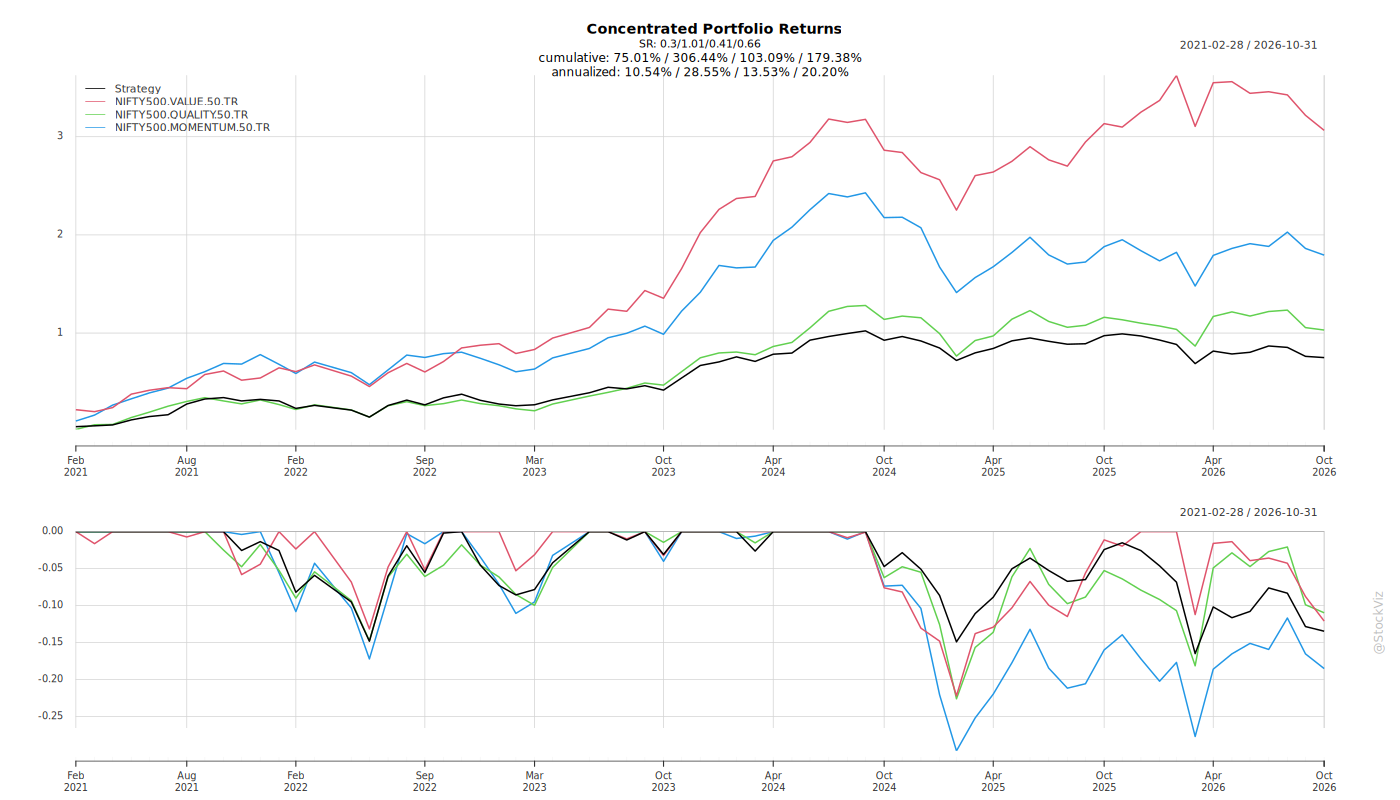 Concentrated Portfolio Returns
SR: 0.3/1.01/0.41/0.66
cumulative: 75.01% / 306.44% / 103.09% / 179.38%
annualized: 10.54% / 28.55% / 13.53% / 20.20%
2021-02-28 / 2026-10-31
Strategy
NIFTY500.VALUE.50.TR
NIFTY500.QUALITY.50.TR
NIFTY500.MOMENTUM.50.TR
3
2
1
Feb Aug Feb Sep Mar Oct Apr Oct Apr Oct Apr Oct
2021 2021 2022 2022 2023 2023 2024 2024 2025 2025 2026 2026
2021-02-28 / 2026-10-31
0.00
-0.05
-0.10
-0.15
-0.20
-0.25
Feb Aug Feb Sep Mar Oct Apr Oct Apr Oct Apr Oct
2021 2021 2022 2022 2023 2023 2024 2024 2025 2025 2026 2026
@StockViz